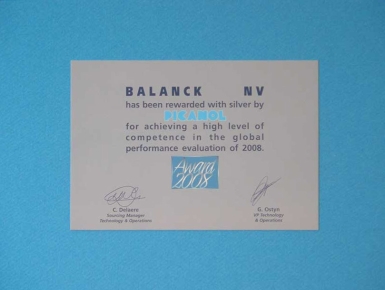 BALANCK NV
has been rewarded with silver by
PICANOL
for achieving a high level of
competence in the global
performance evaluation of 2008.
Award
2008
C. Delaere
Sourcing Manager
Technology & Operations
G. Ostyn
VP Technology
& Operations